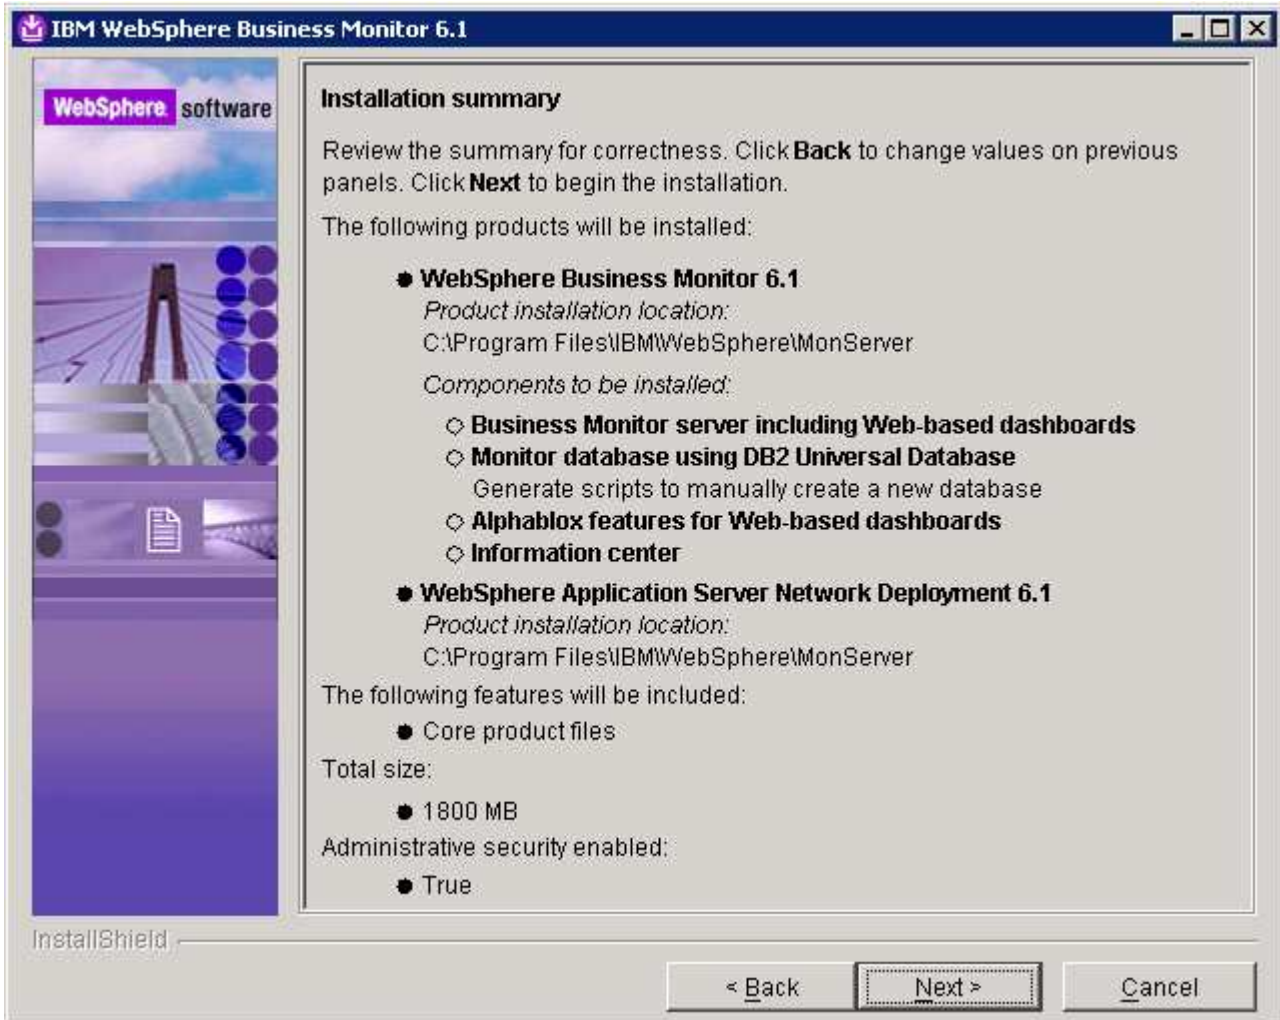 IBM WebSphere Business Monitor 6.1
WebSphere software
Installation summary
Review the summary for correctness. Click Back to change values on previous
panels. Click Next to begin the installation.
The following products will be installed:
WebSphere Business Monitor 6.1
Product installation location:
C:\Program Files\IBM\WebSphere\MonServer
Components to be installed:
Business Monitor server including Web-based dashboards
Monitor database using DB2 Universal Database
Generate scripts to manually create a new database
Alphablox features for Web-based dashboards
Information center
WebSphere Application Server Network Deployment 6.1
Product installation location:
C:\Program Files\IBM\WebSphere\MonServer
The following features will be included:
Core product files
Total size:
1800 MB
Administrative security enabled:
True
InstallShield
< Back Next > Cancel